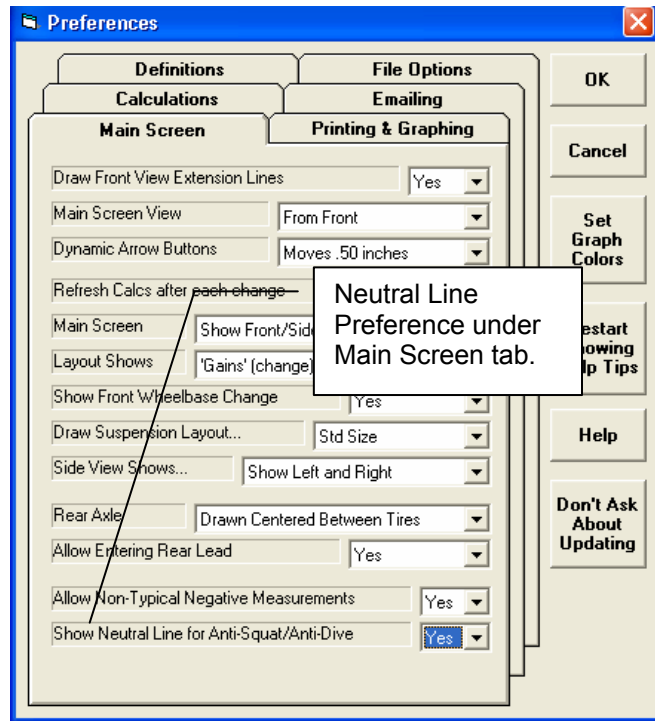 Preferences
Definitions File Options
Calculations Emailing
Main Screen Printing & Graphing
OK
Cancel
Set
Graph
Colors
Help
Don't Ask
About
Updating
Draw Front View Extension Lines Yes
Main Screen View From Front
Dynamic Arrow Buttons Moves .50 inches
Refresh Calcs after each change
Main Screen Show Front/Sid
Layout Shows 'Gains' (change)
Show Front Wheelbase Change Yes
Draw Suspension Layout... Std Size
Side View Shows... Show Left and Right
Rear Axle Drawn Centered Between Tires
Allow Entering Rear Lead Yes
Allow Non-Typical Negative Measurements Yes
Show Neutral Line for Anti-Squat/Anti-Dive Yes
Neutral Line
Preference under
Main Screen tab.